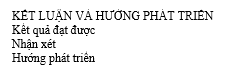 KẾT LUẬN VÀ HƯỚNG PHÁT TRIỂN
Kết quả đạt được
Nhận xét
Hướng phát triển